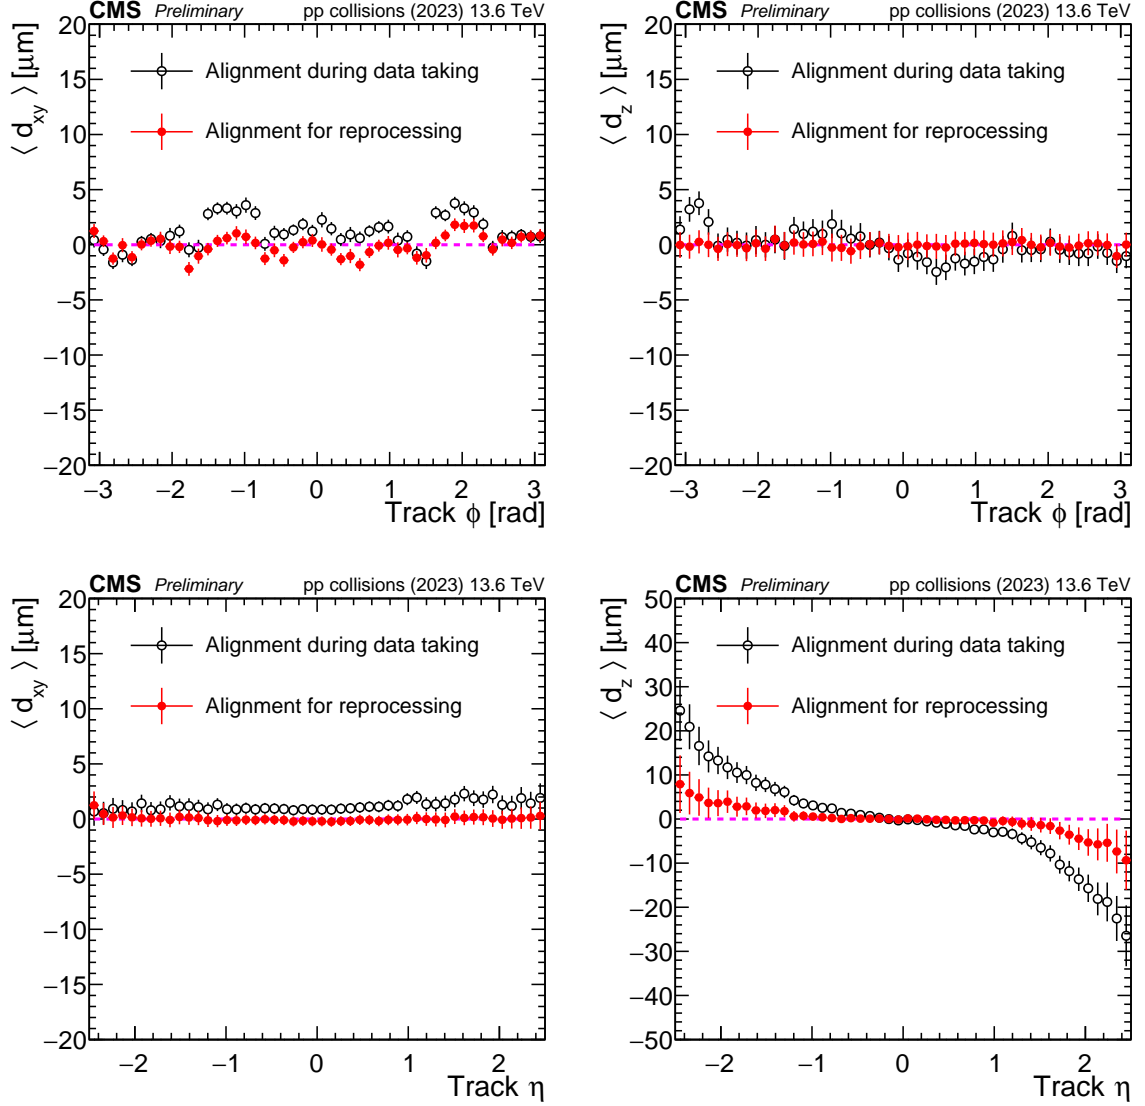 CMS Preliminary pp collisions (2023) 13.6 TeV
⟨ d_xy ⟩ [μm]
20
15
10
5
0
−5
−10
−15
−20
Alignment during data taking
Alignment for reprocessing
−3 −2 −1 0 1 2 3
Track ϕ [rad]
CMS Preliminary pp collisions (2023) 13.6 TeV
⟨ d_z ⟩ [μm]
20
15
10
5
0
−5
−10
−15
−20
Alignment during data taking
Alignment for reprocessing
−3 −2 −1 0 1 2 3
Track ϕ [rad]
CMS Preliminary pp collisions (2023) 13.6 TeV
⟨ d_xy ⟩ [μm]
20
15
10
5
0
−5
−10
−15
−20
Alignment during data taking
Alignment for reprocessing
−2 −1 0 1 2
Track η
CMS Preliminary pp collisions (2023) 13.6 TeV
⟨ d_z ⟩ [μm]
50
40
30
20
10
0
−10
−20
−30
−40
−50
Alignment during data taking
Alignment for reprocessing
−2 −1 0 1 2
Track η